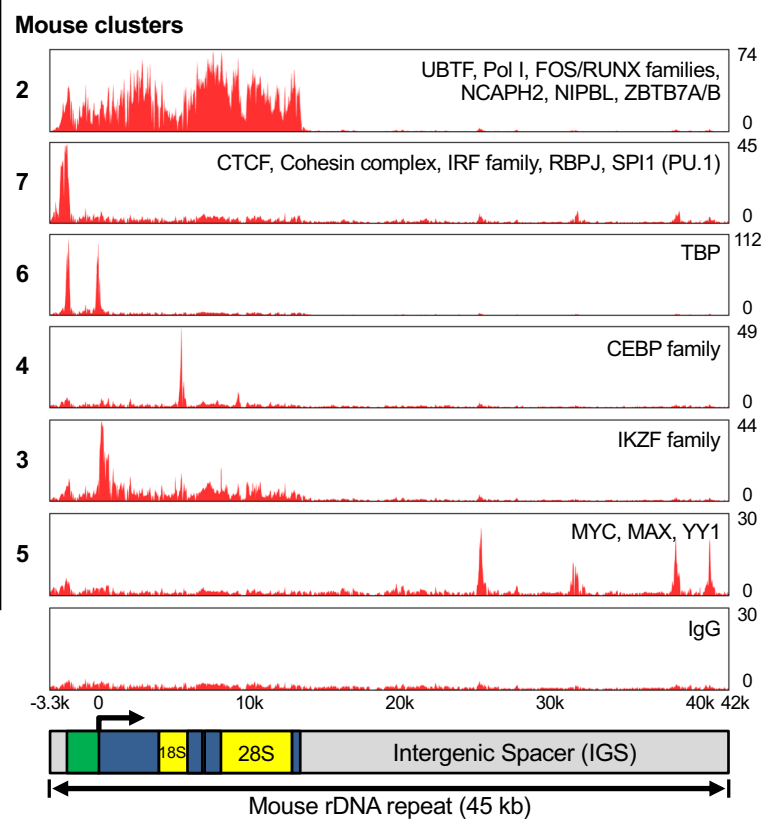 Mouse clusters
2
UBTF, Pol I, FOS/RUNX families,
NCAPH2, NIPBL, ZBTB7A/B
74
0
7
CTCF, Cohesin complex, IRF family, RBPJ, SPI1 (PU.1)
45
0
6
TBP
112
0
4
CEBP family
49
0
3
IKZF family
44
0
5
MYC, MAX, YY1
30
0
IgG
30
0
-3.3k 0 10k 20k 30k 40k 42k
18S 28S Intergenic Spacer (IGS)
Mouse rDNA repeat (45 kb)